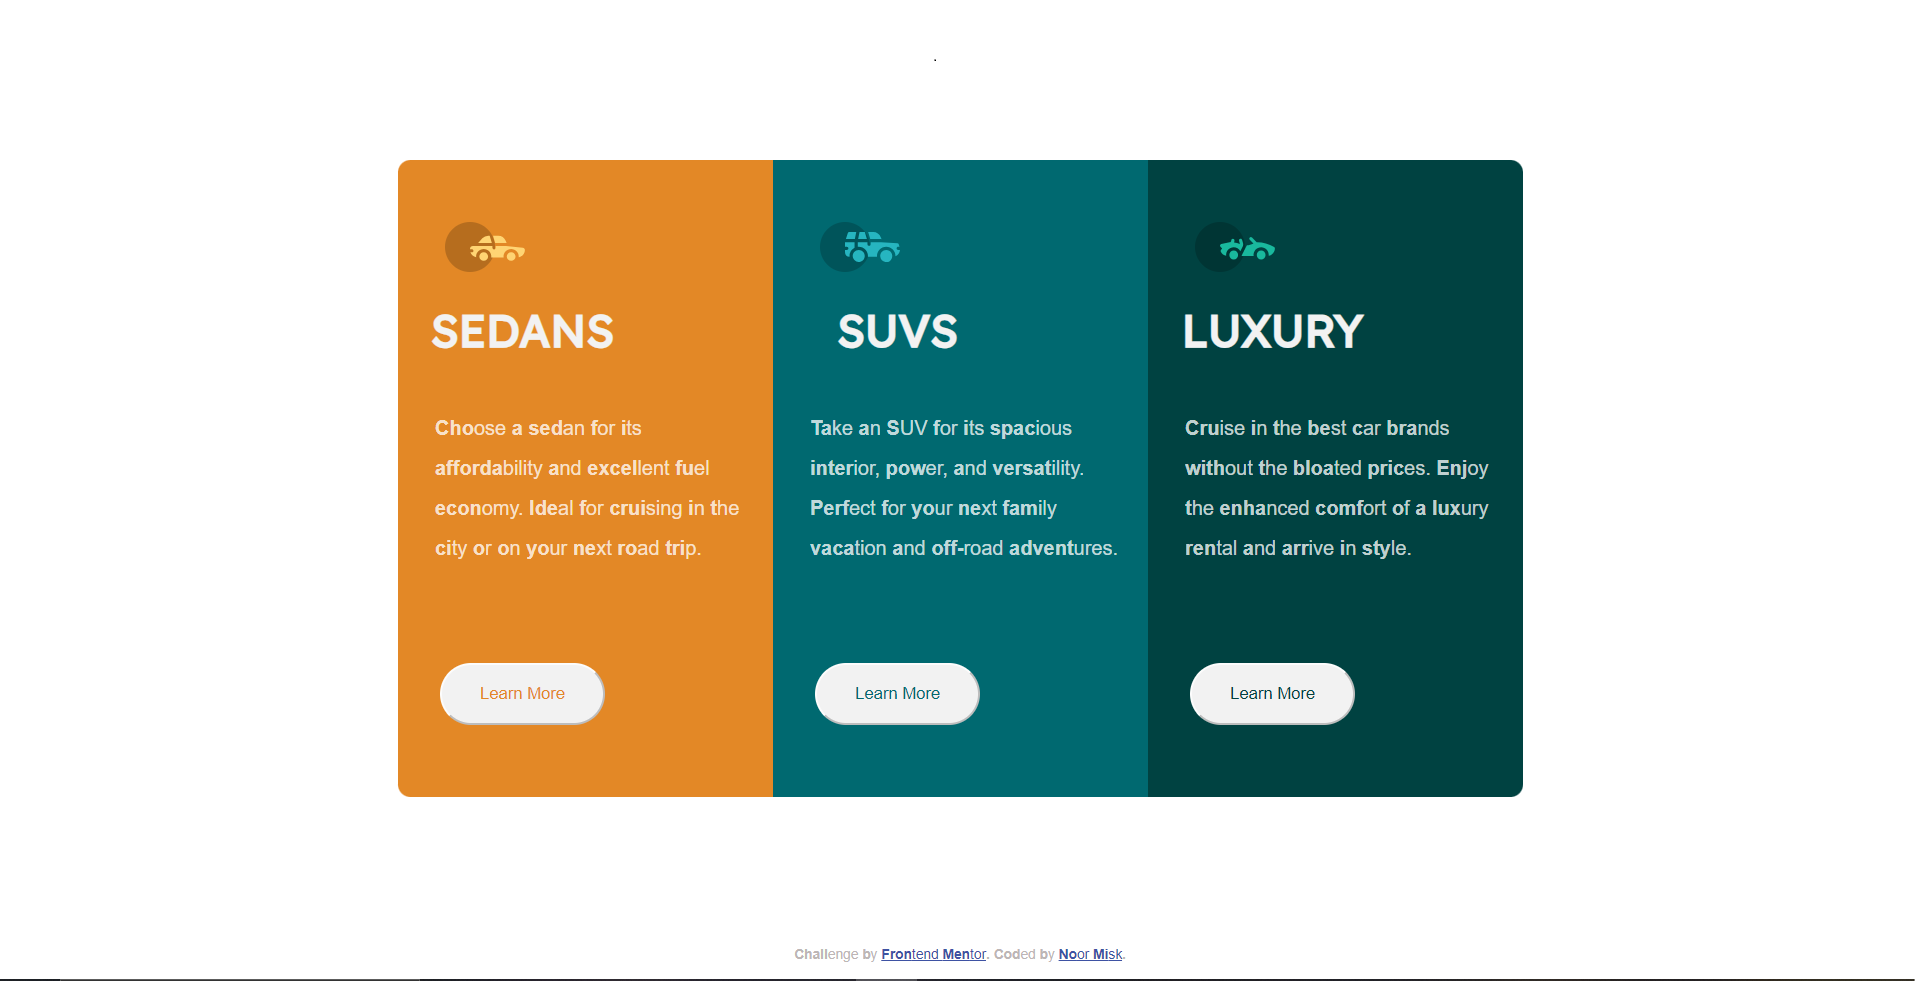 .
SEDANS
Choose a sedan for its
affordability and excellent fuel
economy. Ideal for cruising in the
city or on your next road trip.
Learn More
SUVS
Take an SUV for its spacious
interior, power, and versatility.
Perfect for your next family
vacation and off-road adventures.
Learn More
LUXURY
Cruise in the best car brands
without the bloated prices. Enjoy
the enhanced comfort of a luxury
rental and arrive in style.
Learn More
Challenge by Frontend Mentor. Coded by Noor Misk.